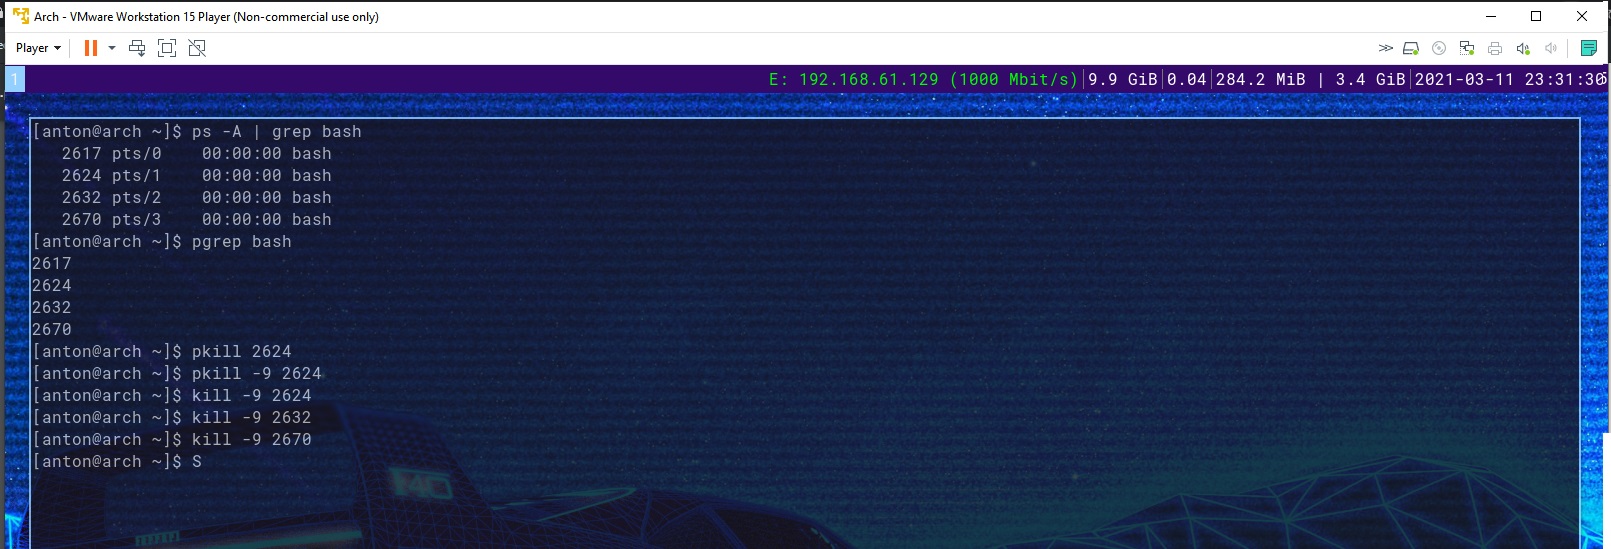 Arch - VMware Workstation 15 Player (Non-commercial use only)
Player
1 E: 192.168.61.129 (1000 Mbit/s)|9.9 GiB|0.04|284.2 MiB | 3.4 GiB|2021-03-11 23:31:30
[anton@arch ~]$ ps -A | grep bash
2617 pts/0 00:00:00 bash
2624 pts/1 00:00:00 bash
2632 pts/2 00:00:00 bash
2670 pts/3 00:00:00 bash
[anton@arch ~]$ pgrep bash
2617
2624
2632
2670
[anton@arch ~]$ pkill 2624
[anton@arch ~]$ pkill -9 2624
[anton@arch ~]$ kill -9 2624
[anton@arch ~]$ kill -9 2632
[anton@arch ~]$ kill -9 2670
[anton@arch ~]$ S